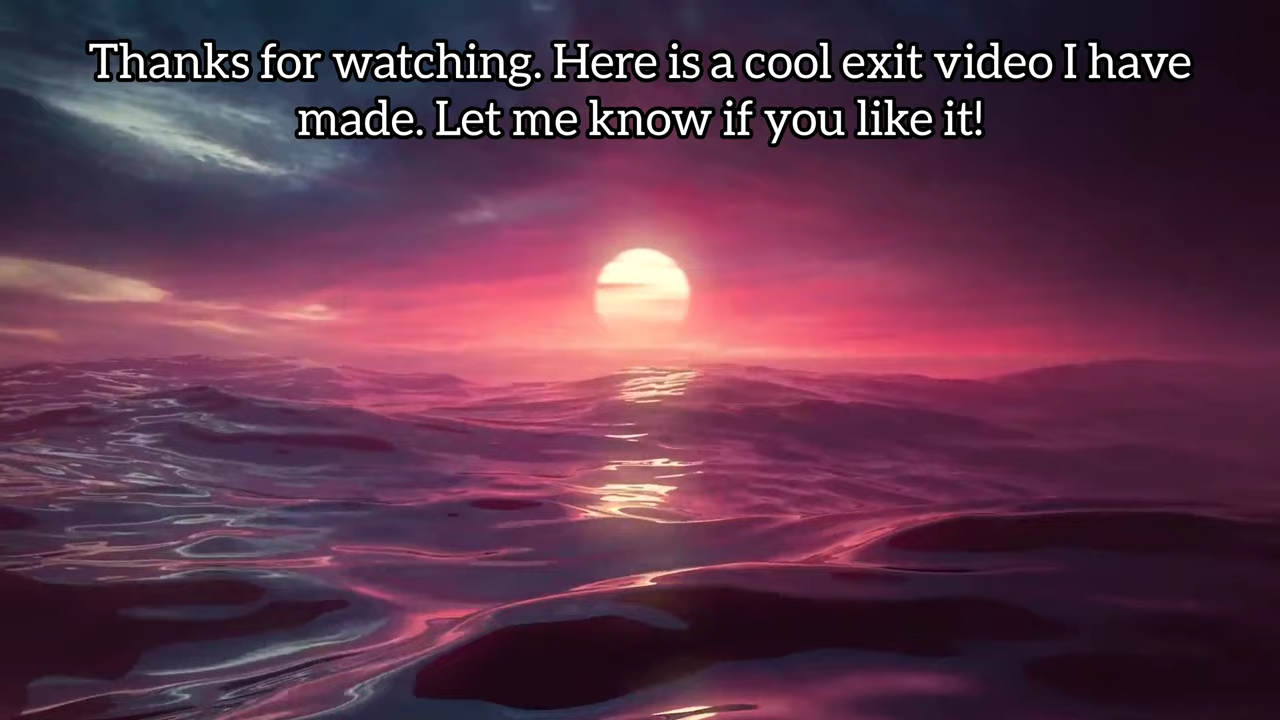 Thanks for watching. Here is a cool exit video I have
made. Let me know if you like it!